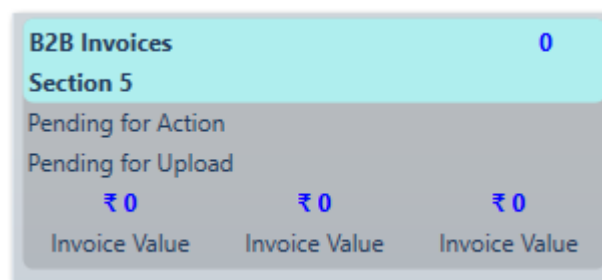 B2B Invoices 0
Section 5
Pending for Action
Pending for Upload
₹ 0 ₹ 0 ₹ 0
Invoice Value Invoice Value Invoice Value